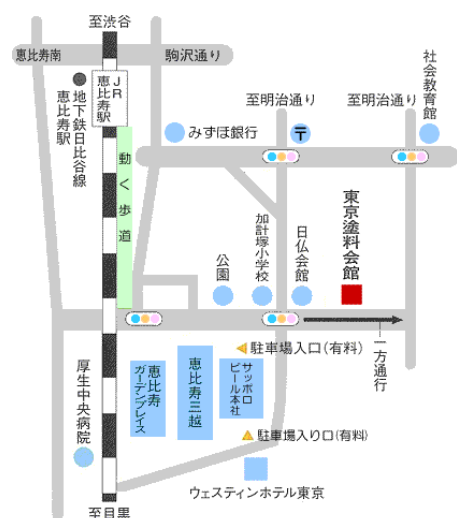 至渋谷
恵比寿南
駒沢通り
JR
恵比寿駅
地下鉄日比谷線
恵比寿駅
みずほ銀行
至明治通り
〒
至明治通り
社会教育館
動く歩道
公園
加計塚小学校
日仏会館
東京塗料会館
一方通行
駐車場入口(有料)
厚生中央病院
恵比寿
ガーデンプレイス
恵比寿三越
サッポロ
ビール本社
駐車場入り口(有料)
ウェスティンホテル東京
至目黒